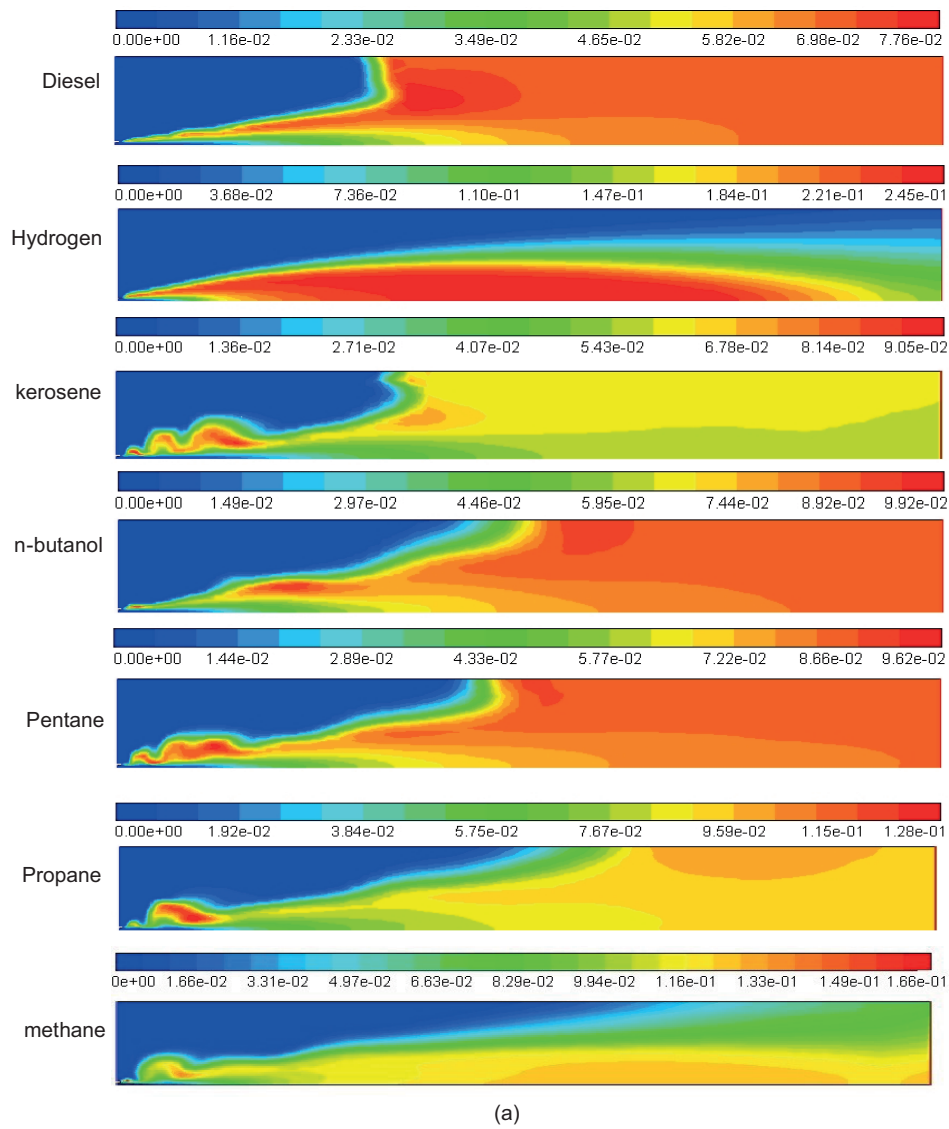 0.00e+00 1.16e-02 2.33e-02 3.49e-02 4.65e-02 5.82e-02 6.98e-02 7.76e-02
Diesel
0.00e+00 3.68e-02 7.36e-02 1.10e-01 1.47e-01 1.84e-01 2.21e-01 2.45e-01
Hydrogen
0.00e+00 1.36e-02 2.71e-02 4.07e-02 5.43e-02 6.78e-02 8.14e-02 9.05e-02
kerosene
0.00e+00 1.49e-02 2.97e-02 4.46e-02 5.95e-02 7.44e-02 8.92e-02 9.92e-02
n-butanol
0.00e+00 1.44e-02 2.89e-02 4.33e-02 5.77e-02 7.22e-02 8.66e-02 9.62e-02
Pentane
0.00e+00 1.92e-02 3.84e-02 5.75e-02 7.67e-02 9.59e-02 1.15e-01 1.28e-01
Propane
0e+00 1.66e-02 3.31e-02 4.97e-02 6.63e-02 8.29e-02 9.94e-02 1.16e-01 1.33e-01 1.49e-01 1.66e-01
methane
(a)